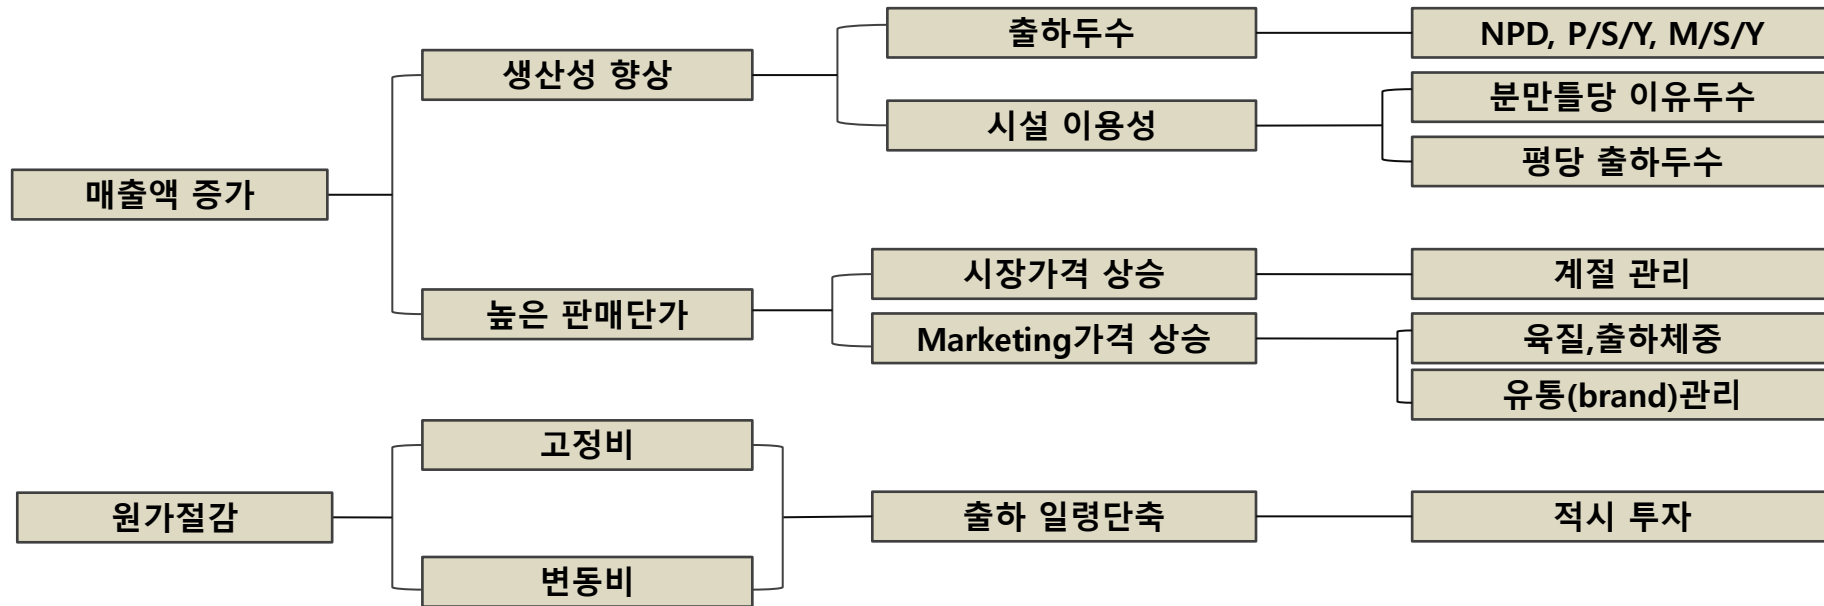 출하두수
NPD, P/S/Y, M/S/Y
생산성 향상
분만틀당 이유두수
시설 이용성
평당 출하두수
매출액 증가
시장가격 상승
계절 관리
높은 판매단가
Marketing가격 상승
육질,출하체중
유통(brand)관리
고정비
원가절감
출하 일령단축
적시 투자
변동비